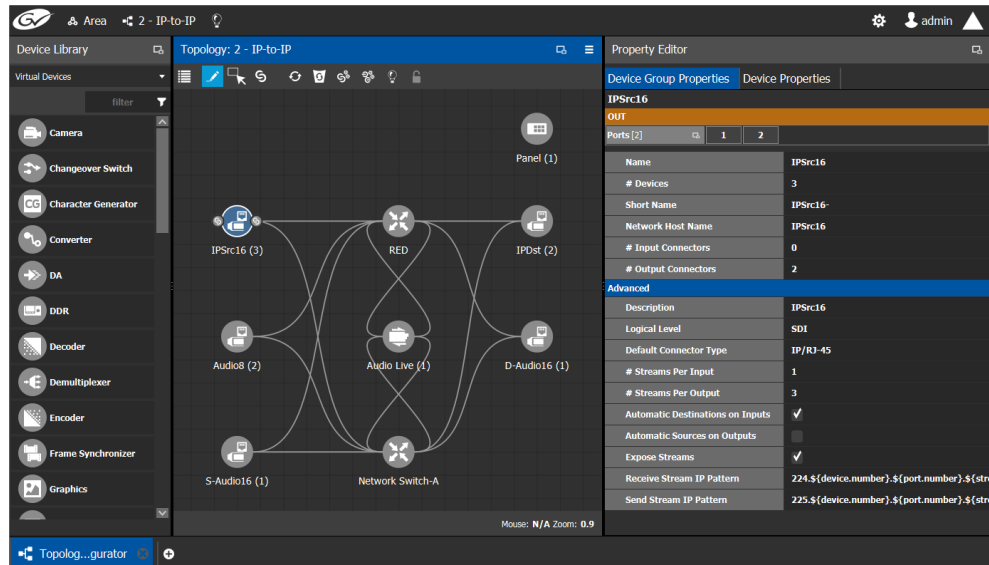 GV Area 2 - IP-to-IP admin
Device Library
Virtual Devices
filter
Camera
Changeover Switch
CG Character Generator
Converter
DA
DDR
Decoder
Demultiplexer
Encoder
Frame Synchronizer
Graphics
Topology: 2 - IP-to-IP
Panel (1)
IPSrc16 (3)
RED
IPDst (2)
Audio8 (2)
Audio Live (1)
D-Audio16 (1)
S-Audio16 (1)
Network Switch-A
Mouse: N/A Zoom: 0.9
Property Editor
Device Group Properties Device Properties
IPSrc16
OUT
Ports [2] 1 2
Name IPSrc16
# Devices 3
Short Name IPSrc16-
Network Host Name IPSrc16
# Input Connectors 0
# Output Connectors 2
Advanced
Description IPSrc16
Logical Level SDI
Default Connector Type IP/RJ-45
# Streams Per Input 1
# Streams Per Output 3
Automatic Destinations on Inputs
Automatic Sources on Outputs
Expose Streams
Receive Stream IP Pattern 224.${device.number}.${port.number}.${stre
Send Stream IP Pattern 225.${device.number}.${port.number}.${stre
Topolog...gurator